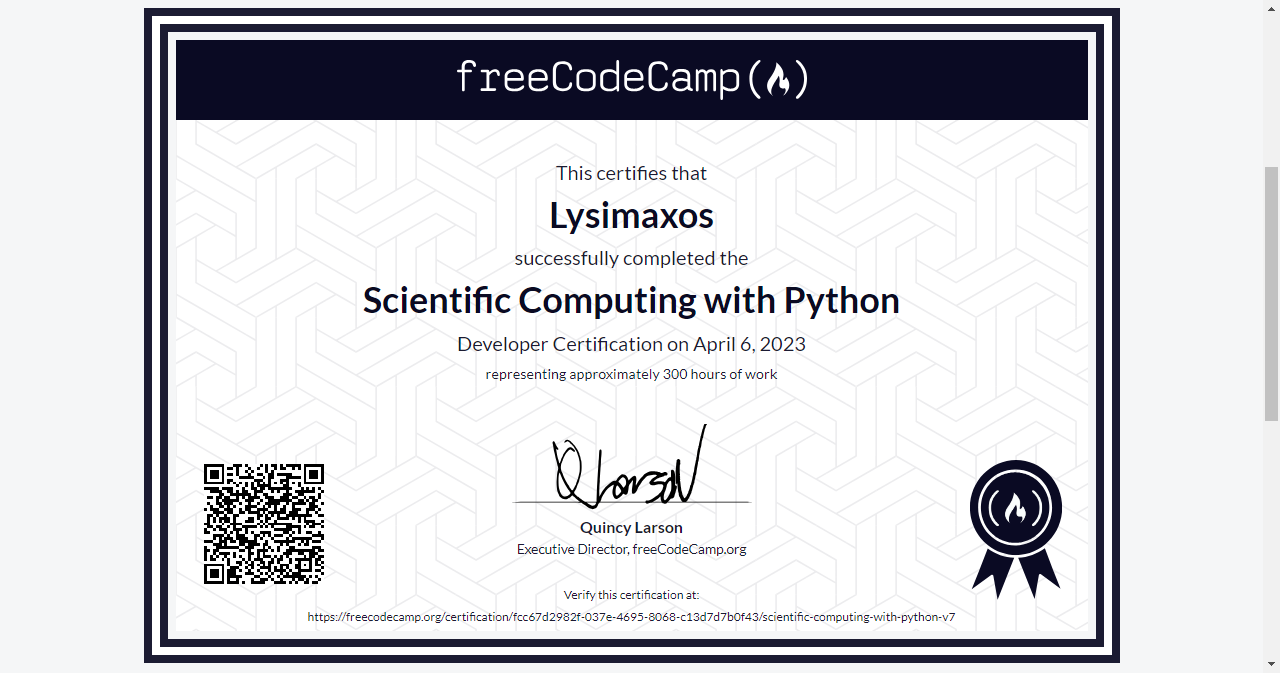 freeCodeCamp
This certifies that
Lysimaxos
successfully completed the
Scientific Computing with Python
Developer Certification on April 6, 2023
representing approximately 300 hours of work
Quincy Larson
Executive Director, freeCodeCamp.org
Verify this certification at:
https://freecodecamp.org/certification/fcc67d2982f-037e-4695-8068-c13d7d7b0f43/scientific-computing-with-python-v7